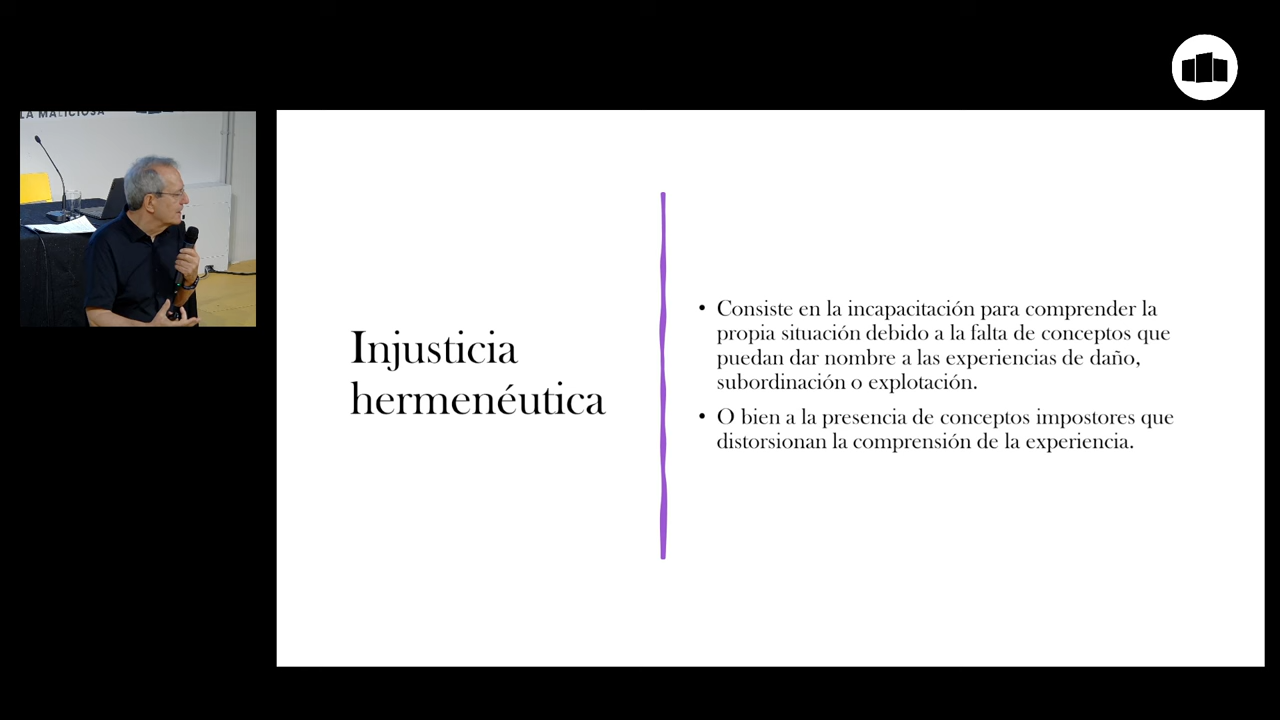 LA MALICIOSA
Injusticia
hermenéutica
• Consiste en la incapacitación para comprender la
propia situación debido a la falta de conceptos que
puedan dar nombre a las experiencias de daño,
subordinación o explotación.
• O bien a la presencia de conceptos impostores que
distorsionan la comprensión de la experiencia.